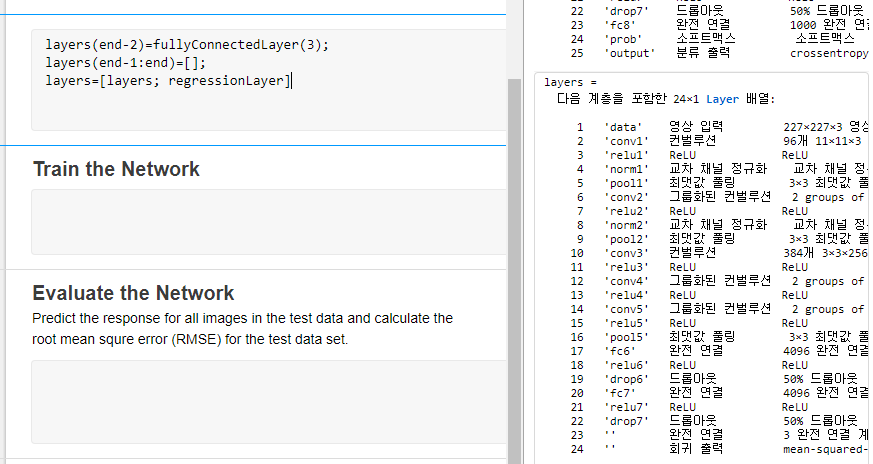 layers(end-2)=fullyConnectedLayer(3);
layers(end-1:end)=[];
layers=[layers; regressionLayer]
Train the Network
Evaluate the Network
Predict the response for all images in the test data and calculate the
root mean squre error (RMSE) for the test data set.
22 'drop7' 드롭아웃 50% 드롭아웃
23 'fc8' 완전 연결 1000 완전 연결
24 'prob' 소프트맥스 소프트맥스
25 'output' 분류 출력 crossentropy
layers =
다음 계층을 포함한 24×1 Layer 배열:
1 'data' 영상 입력 227×227×3 영상
2 'conv1' 컨벌루션 96개 11×11×3
3 'relu1' ReLU ReLU
4 'norm1' 교차 채널 정규화 교차 채널 정
5 'pool1' 최댓값 풀링 3×3 최댓값 풀
6 'conv2' 그룹화된 컨벌루션 2 groups of
7 'relu2' ReLU ReLU
8 'norm2' 교차 채널 정규화 교차 채널 정
9 'pool2' 최댓값 풀링 3×3 최댓값 풀
10 'conv3' 컨벌루션 384개 3×3×256
11 'relu3' ReLU ReLU
12 'conv4' 그룹화된 컨벌루션 2 groups of
13 'relu4' ReLU ReLU
14 'conv5' 그룹화된 컨벌루션 2 groups of
15 'relu5' ReLU ReLU
16 'pool5' 최댓값 풀링 3×3 최댓값 풀
17 'fc6' 완전 연결 4096 완전 연결
18 'relu6' ReLU ReLU
19 'drop6' 드롭아웃 50% 드롭아웃
20 'fc7' 완전 연결 4096 완전 연결
21 'relu7' ReLU ReLU
22 'drop7' 드롭아웃 50% 드롭아웃
23 '' 완전 연결 3 완전 연결 계
24 '' 회귀 출력 mean-squared-